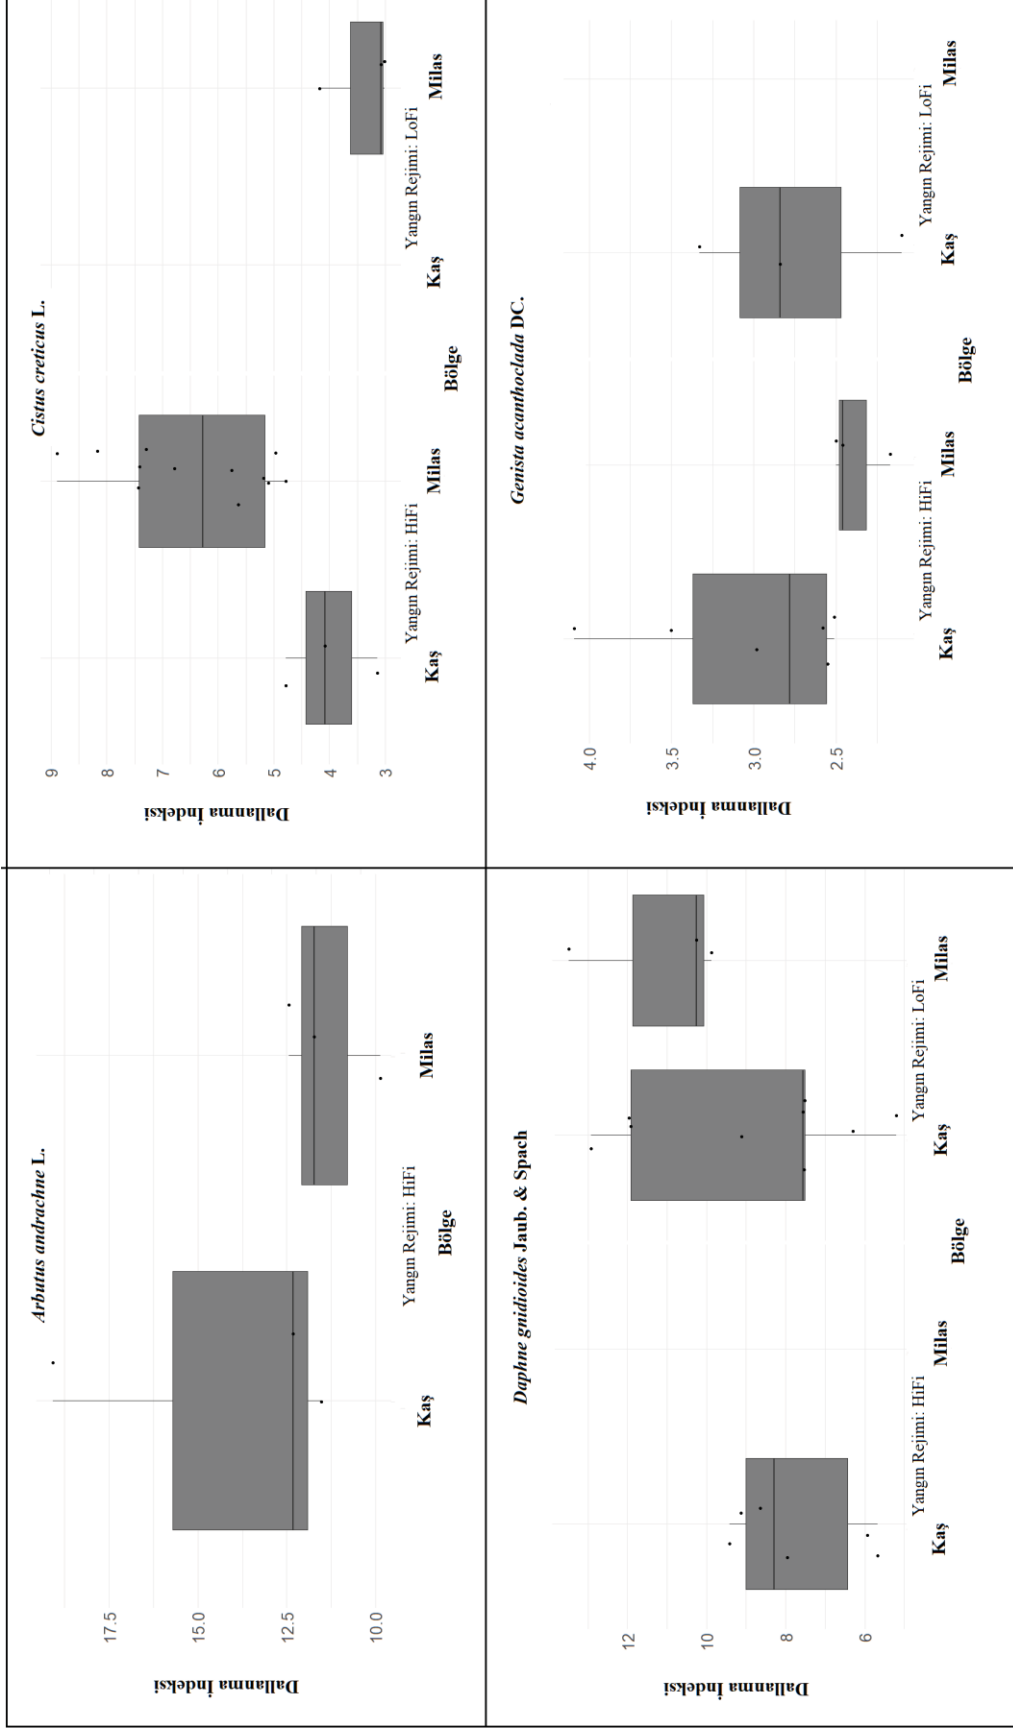 Arbutus andrachne L.
Dallanma İndeksi
17.5
15.0
12.5
10.0
Kaş
Milas
Yangın Rejimi: HiFi
Bölge
Cistus creticus L.
Dallanma İndeksi
9
8
7
6
5
4
3
Kaş
Milas
Kaş
Milas
Yangın Rejimi: HiFi
Yangın Rejimi: LoFi
Bölge
Daphne gnidioides Jaub. & Spach
Dallanma İndeksi
12
10
8
6
Yangın Rejimi: HiFi
Yangın Rejimi: LoFi
Kaş
Milas
Kaş
Milas
Bölge
Genista acanthoclada DC.
Dallanma İndeksi
4.0
3.5
3.0
2.5
Yangın Rejimi: HiFi
Yangın Rejimi: LoFi
Kaş
Milas
Kaş
Milas
Bölge